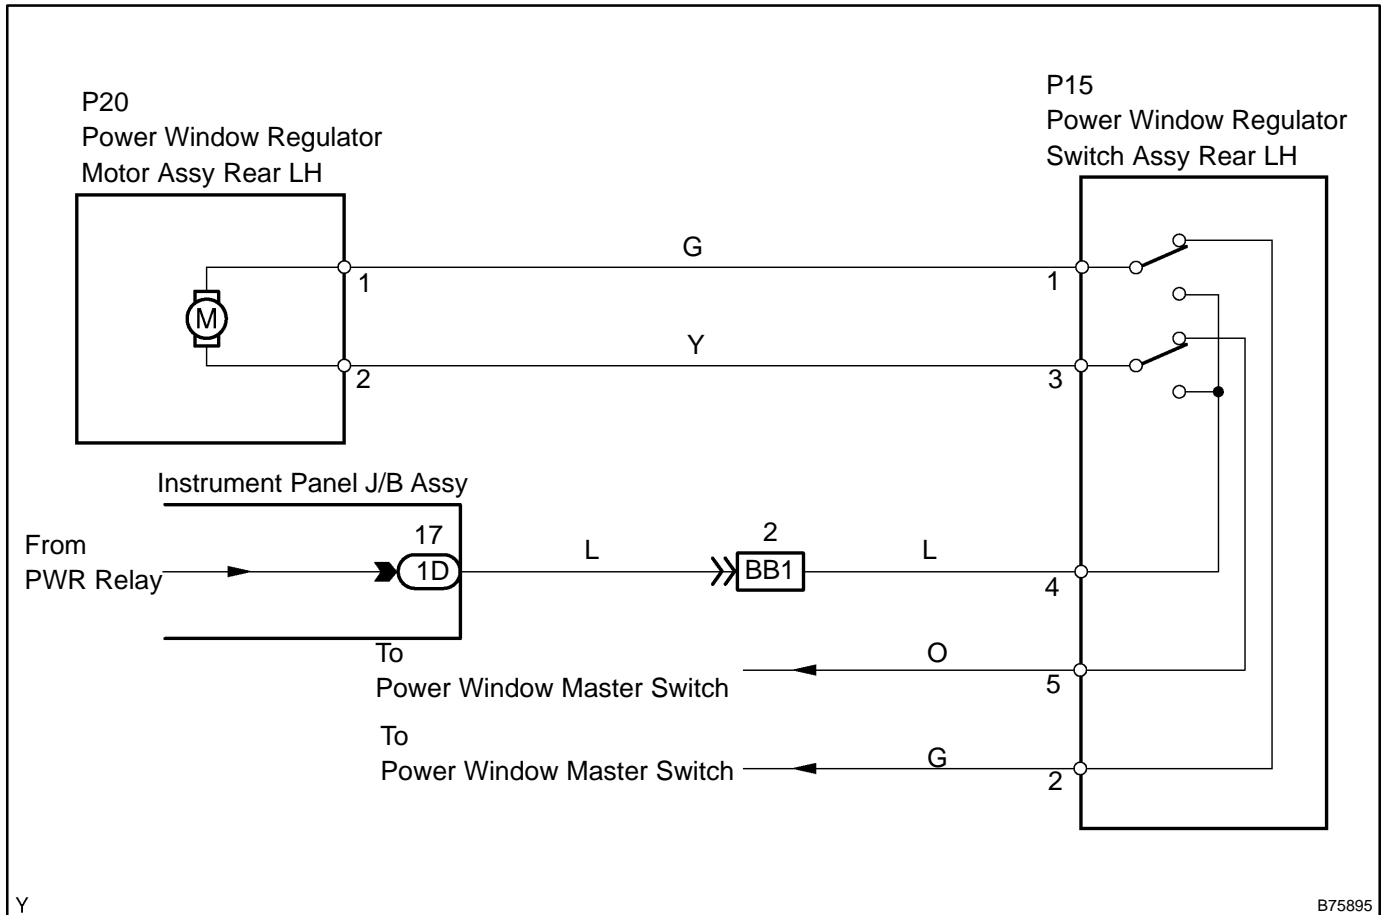 P20
Power Window Regulator
Motor Assy Rear LH
P15
Power Window Regulator
Switch Assy Rear LH
G
1
1
M
Y
2
3
Instrument Panel J/B Assy
From
PWR Relay
17
1D
L
2
BB1
L
4
To
Power Window Master Switch
O
5
To
Power Window Master Switch
G
2
Y
B75895